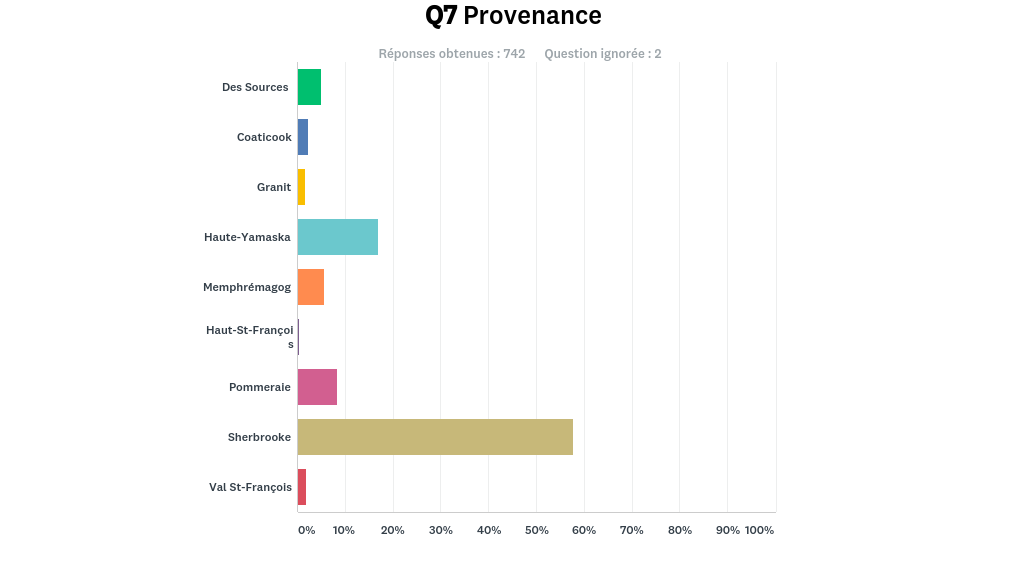 Q7 Provenance
Réponses obtenues : 742 Question ignorée : 2
Des Sources
Coaticook
Granit
Haute-Yamaska
Memphrémagog
Haut-St-Françoi
s
Pommeraie
Sherbrooke
Val St-François
0% 10% 20% 30% 40% 50% 60% 70% 80% 90% 100%